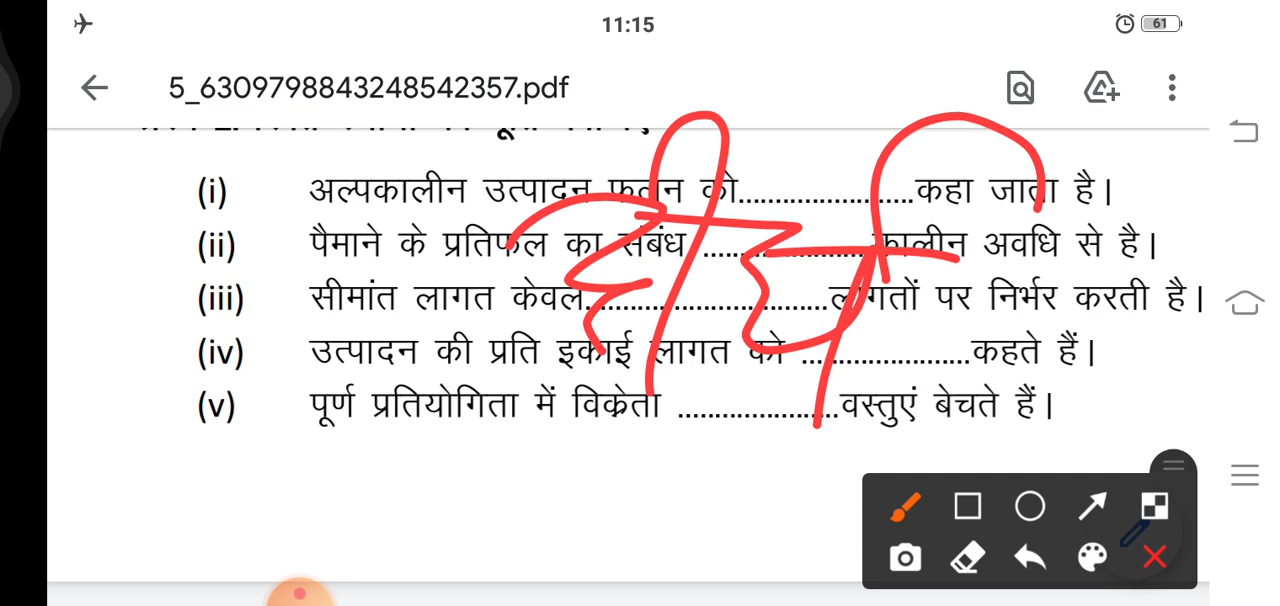 11:15
61
5_6309798843248542357.pdf
(i) अल्पकालीन उत्पादन फलन को.......................कहा जाता है।
(ii) पैमाने के प्रतिफल का संबंध .....................कालीन अवधि से है।
(iii) सीमांत लागत केवल..............................लागतों पर निर्भर करती है।
(iv) उत्पादन की प्रति इकाई लागत को .....................कहते हैं।
(v) पूर्ण प्रतियोगिता में विक्रेता ....................वस्तुएं बेचते हैं।
दीर्घ